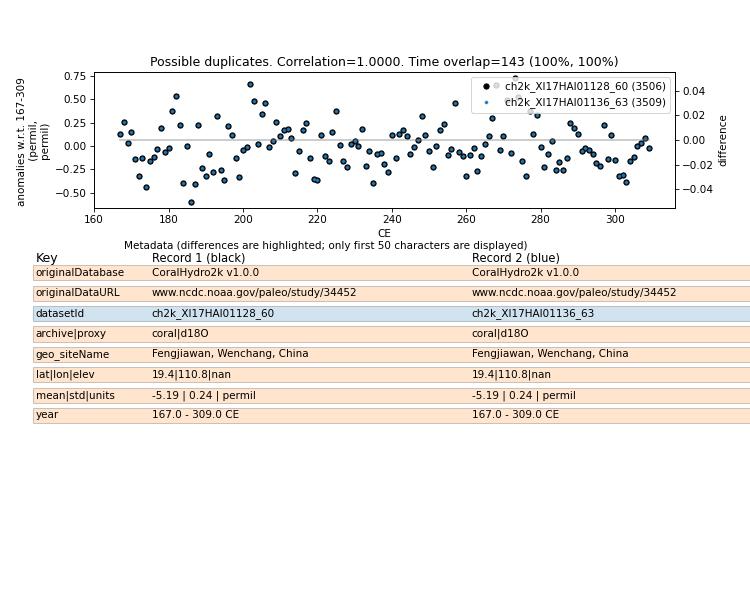 Possible duplicates. Correlation=1.0000. Time overlap=143 (100%, 100%)
anomalies w.r.t. 167-309
(permil,
permil)
0.75
0.50
0.25
0.00
−0.25
−0.50
ch2k_XI17HAI01128_60 (3506)
ch2k_XI17HAI01136_63 (3509)
0.04
0.02
0.00
−0.02
−0.04
difference
160 180 200 220 240 260 280 300
CE
Metadata (differences are highlighted; only first 50 characters are displayed)
Key Record 1 (black) Record 2 (blue)
originalDatabase CoralHydro2k v1.0.0 CoralHydro2k v1.0.0
originalDataURL www.ncdc.noaa.gov/paleo/study/34452 www.ncdc.noaa.gov/paleo/study/34452
datasetId ch2k_XI17HAI01128_60 ch2k_XI17HAI01136_63
archive|proxy coral|d18O coral|d18O
geo_siteName Fengjiawan, Wenchang, China Fengjiawan, Wenchang, China
lat|lon|elev 19.4|110.8|nan 19.4|110.8|nan
mean|std|units -5.19 | 0.24 | permil -5.19 | 0.24 | permil
year 167.0 - 309.0 CE 167.0 - 309.0 CE